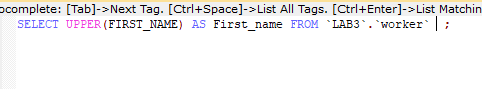 ocomplete: [Tab]->Next Tag. [Ctrl+Space]->List All Tags. [Ctrl+Enter]->List Matchin
SELECT UPPER(FIRST_NAME) AS First_name FROM `LAB3`.`worker` ;